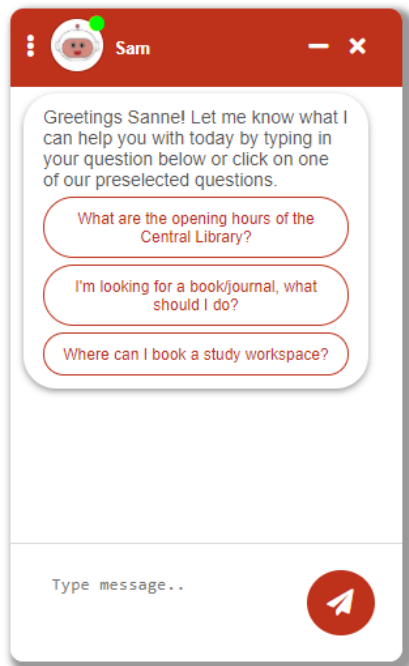 Sam
Greetings Sanne! Let me know what I
can help you with today by typing in
your question below or click on one
of our preselected questions.
What are the opening hours of the
Central Library?
I'm looking for a book/journal, what
should I do?
Where can I book a study workspace?
Type message..